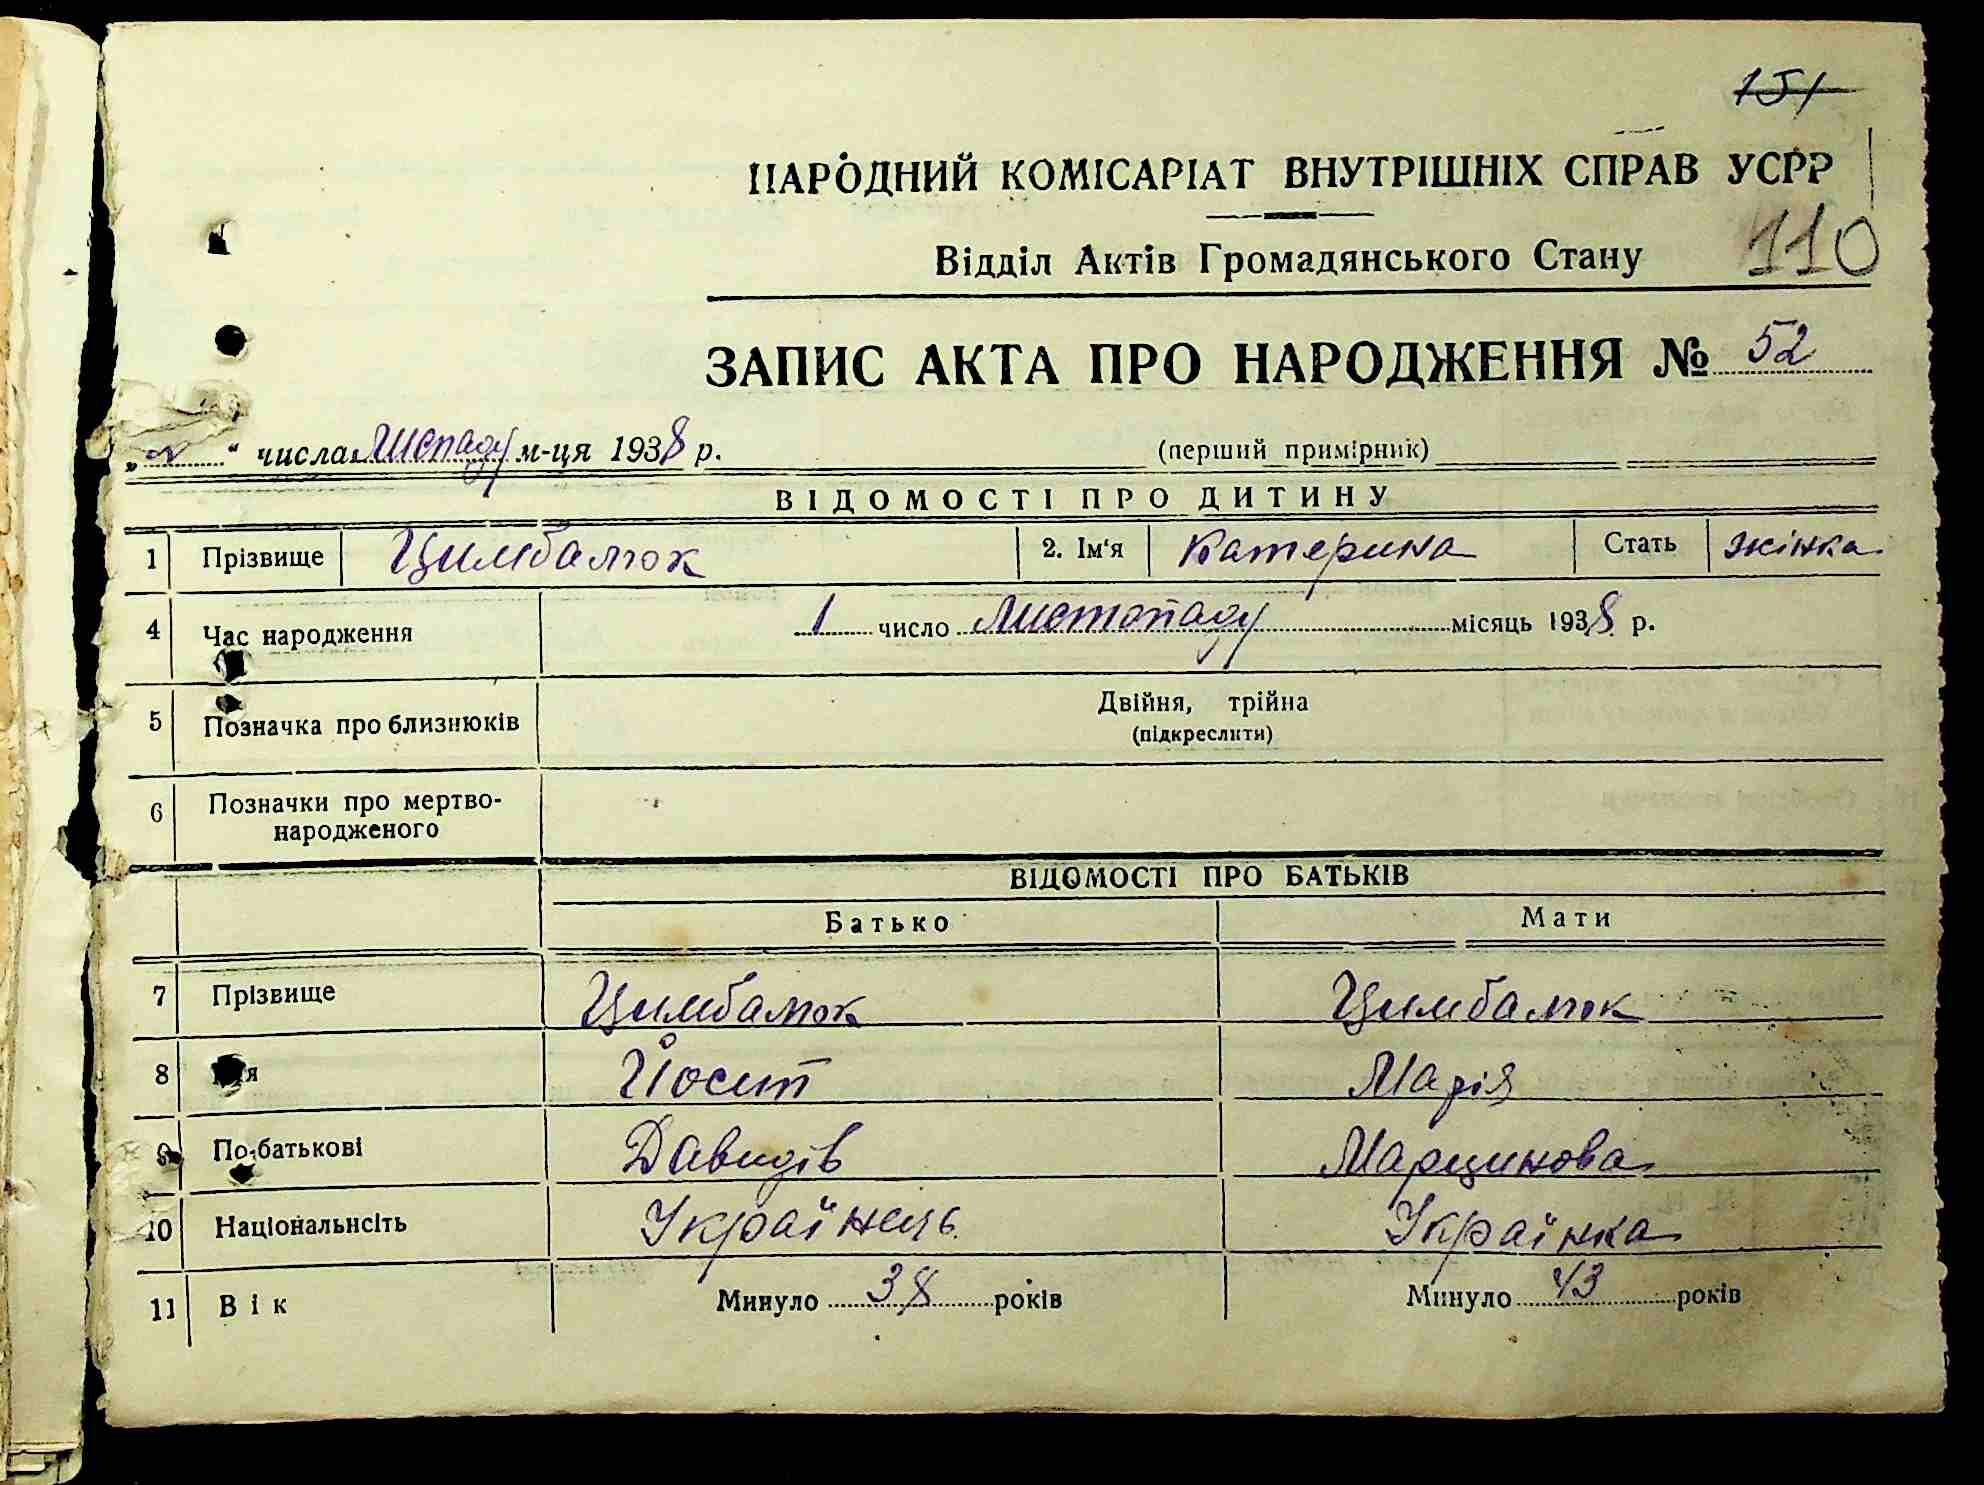 151
НАРОДНИЙ КОМІСАРІАТ ВНУТРІШНІХ СПРАВ УСРР
Відділ Актів Громадянського Стану 110
ЗАПИС АКТА ПРО НАРОДЖЕННЯ № 52
„2“ числа Листпаду м-ця 1938 р. (перший примірник)
ВІДОМОСТІ ПРО ДИТИНУ
1 Прізвище Цимбалюк 2. Ім‘я Катерина Стать жінка
4 Час народження 1 число Листопаду місяць 1938 р.
5 Позначка про близнюків Двійня, трійна
(підкреслити)
6 Позначки про мертво-
народженого
ВІДОМОСТІ ПРО БАТЬКІВ
Батько Мати
7 Прізвище Цимбалюк Цимбалюк
8 Йосип Марія
9 По-батькові Давидів Марцинова
10 Національнсіть Українець Українка
11 Вік Минуло 38 років Минуло 43 років